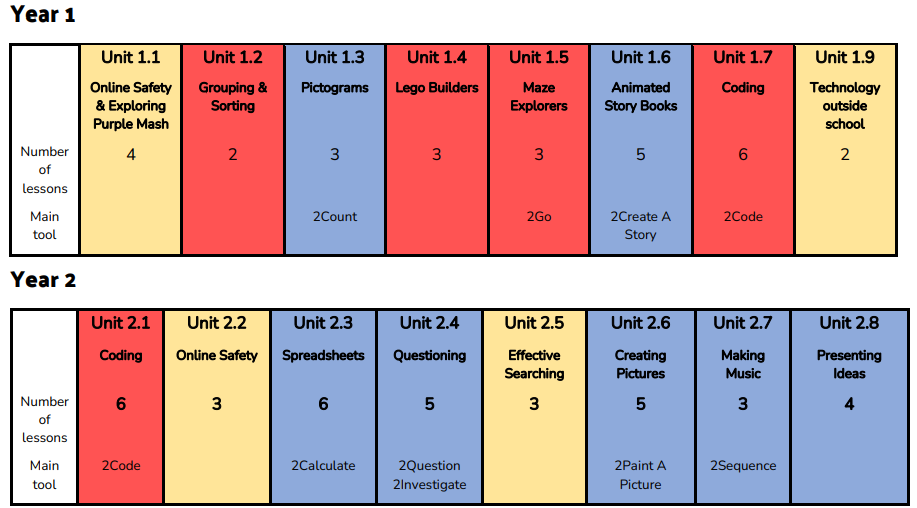 Year 1
Unit 1.1 Unit 1.2 Unit 1.3 Unit 1.4 Unit 1.5 Unit 1.6 Unit 1.7 Unit 1.9
Online Safety Grouping & Pictograms Lego Builders Maze Animated Coding Technology
& Exploring Sorting Explorers Story Books outside
Purple Mash school
Number 4 2 3 3 3 5 6 2
of
lessons
Main 2Count 2Go 2Create A 2Code
tool Story
Year 2
Unit 2.1 Unit 2.2 Unit 2.3 Unit 2.4 Unit 2.5 Unit 2.6 Unit 2.7 Unit 2.8
Coding Online Safety Spreadsheets Questioning Effective Creating Making Presenting
Searching Pictures Music Ideas
Number 6 3 6 5 3 5 3 4
of
lessons
Main 2Code 2Calculate 2Question 2Paint A 2Sequence
tool 2Investigate Picture